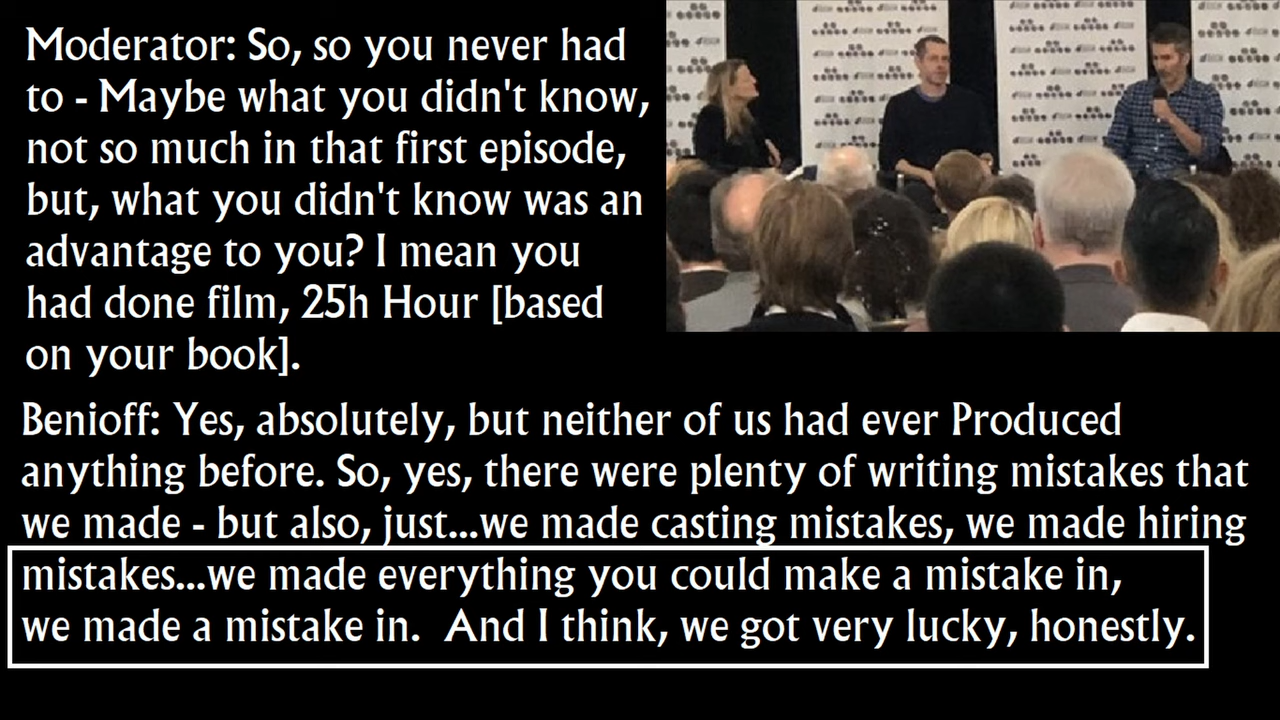 Moderator: So, so you never had
to - Maybe what you didn't know,
not so much in that first episode,
but, what you didn't know was an
advantage to you? I mean you
had done film, 25h Hour [based
on your book].
Benioff: Yes, absolutely, but neither of us had ever Produced
anything before. So, yes, there were plenty of writing mistakes that
we made - but also, just...we made casting mistakes, we made hiring
mistakes...we made everything you could make a mistake in,
we made a mistake in.  And I think, we got very lucky, honestly.